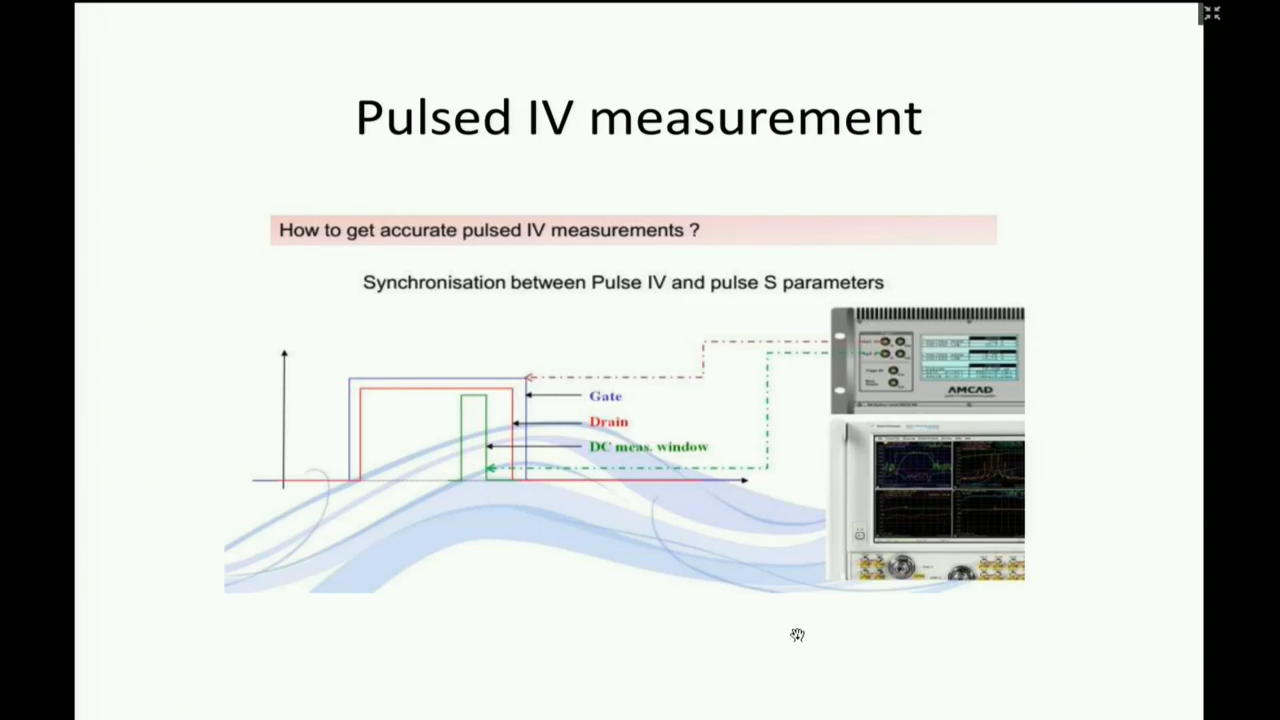 Pulsed IV measurement
How to get accurate pulsed IV measurements ?
Synchronisation between Pulse IV and pulse S parameters
Gate
Drain
DC meas. window
AMCAD